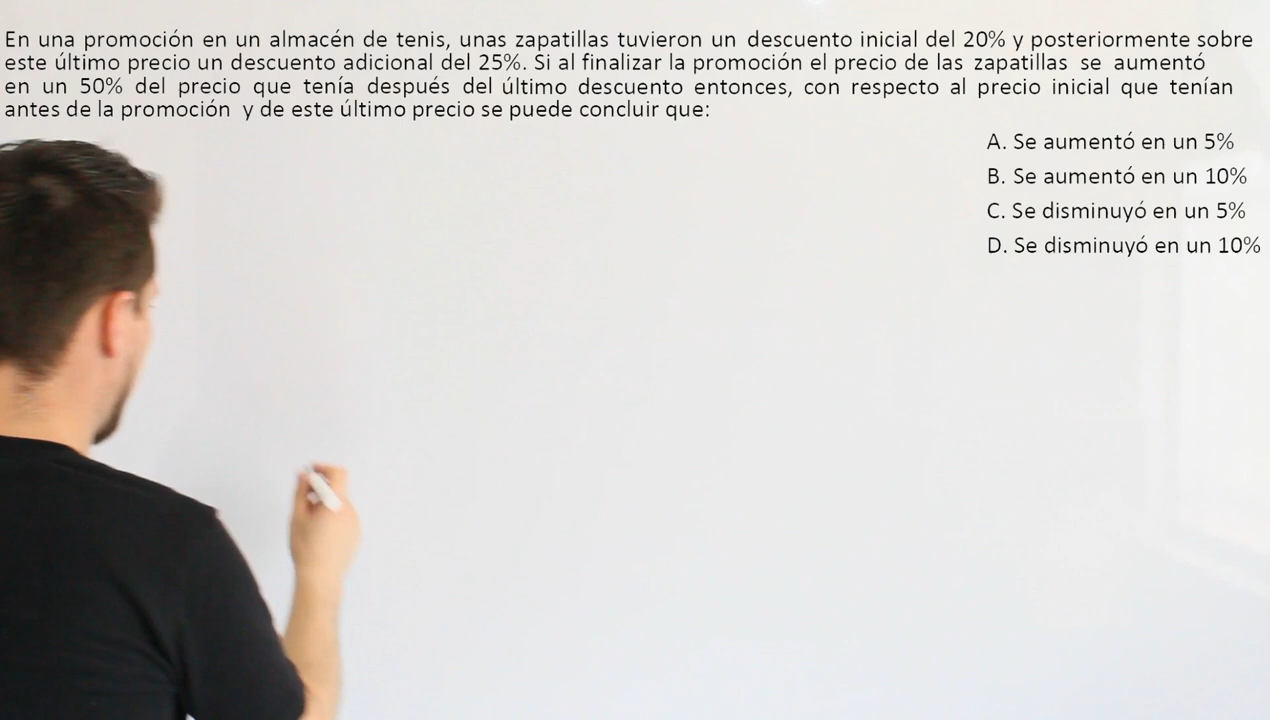 En una promoción en un almacén de tenis, unas zapatillas tuvieron un descuento inicial del 20% y posteriormente sobre
este último precio un descuento adicional del 25%. Si al finalizar la promoción el precio de las zapatillas se aumentó
en un 50% del precio que tenía después del último descuento entonces, con respecto al precio inicial que tenían
antes de la promoción y de este último precio se puede concluir que:
A. Se aumentó en un 5%
B. Se aumentó en un 10%
C. Se disminuyó en un 5%
D. Se disminuyó en un 10%